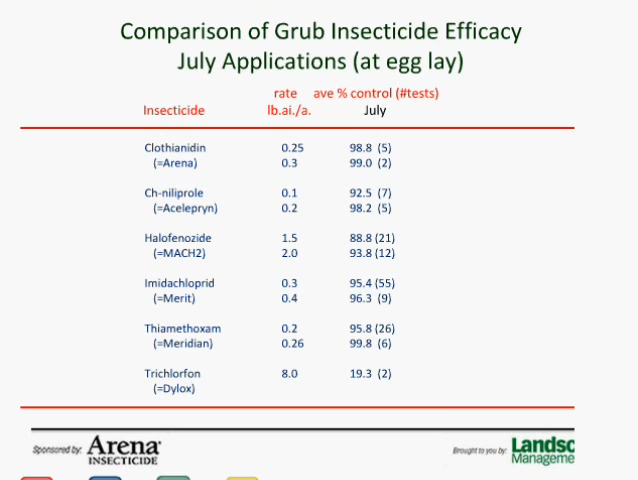 Comparison of Grub Insecticide Efficacy
July Applications (at egg lay)
rate ave % control (#tests)
Insecticide lb.ai./a. July
Clothianidin 0.25 98.8 (5)
(=Arena) 0.3 99.0 (2)
Ch-niliprole 0.1 92.5 (7)
(=Acelepryn) 0.2 98.2 (5)
Halofenozide 1.5 88.8 (21)
(=MACH2) 2.0 93.8 (12)
Imidachloprid 0.3 95.4 (55)
(=Merit) 0.4 96.3 (9)
Thiamethoxam 0.2 95.8 (26)
(=Meridian) 0.26 99.8 (6)
Trichlorfon 8.0 19.3 (2)
(=Dylox)
Sponsored by: Arena INSECTICIDE
Brought to you by: Landsc
Manageme